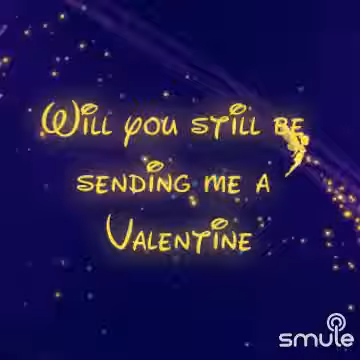 Will you still be
sending me a
Valentine
smule